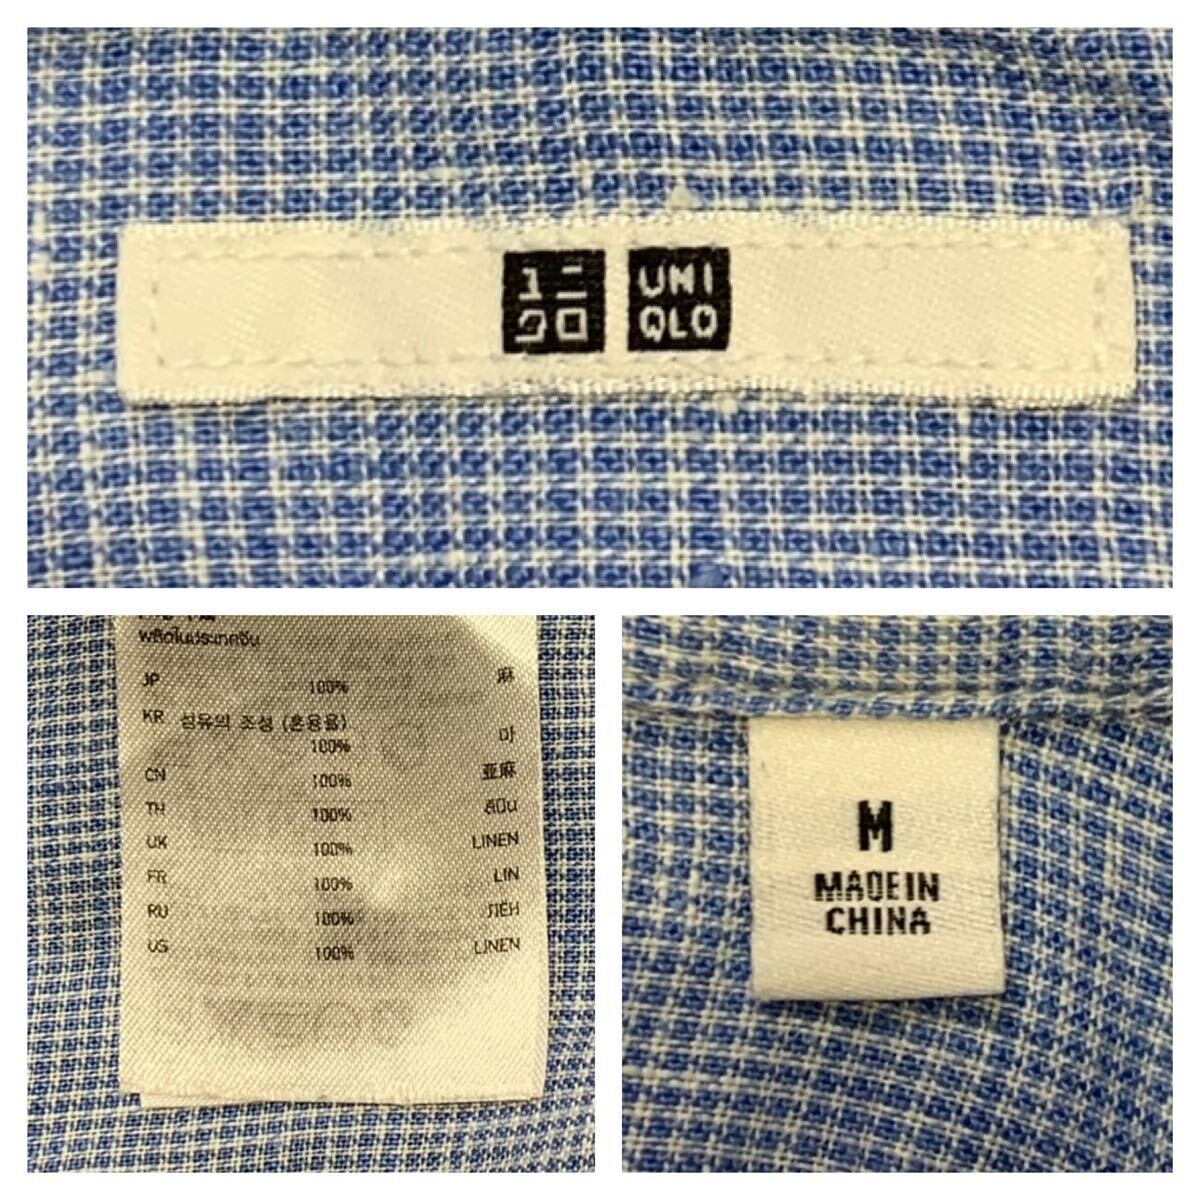 ユニ
クロ
UNI
QLO
ผลิตในประเทศจีน
JP 100% 麻
KR 섬유의 조성 (혼용율)
100% 마
CN 100% 亚麻
TH 100% ลินิน
UK 100% LINEN
FR 100% LIN
RU 100% ЛЁН
US 100% LINEN
M
MADE IN
CHINA